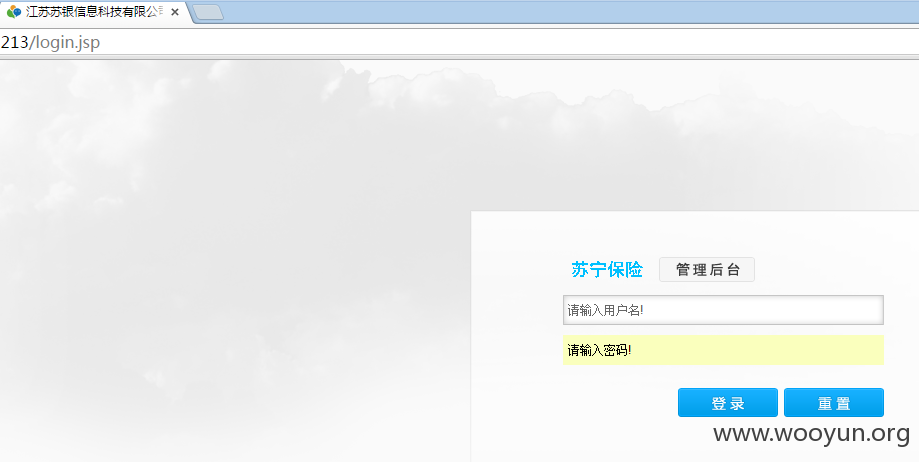 江苏苏银信息科技有限公司
213/login.jsp
苏宁保险 管理后台
请输入用户名!
请输入密码!
登录 重置
www.wooyun.org